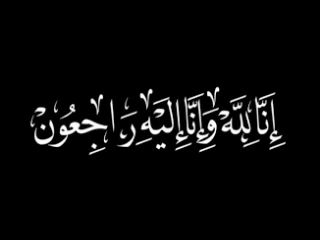 إِنَّا لِلَّهِ وَإِنَّا إِلَيْهِ رَاجِعُونَ